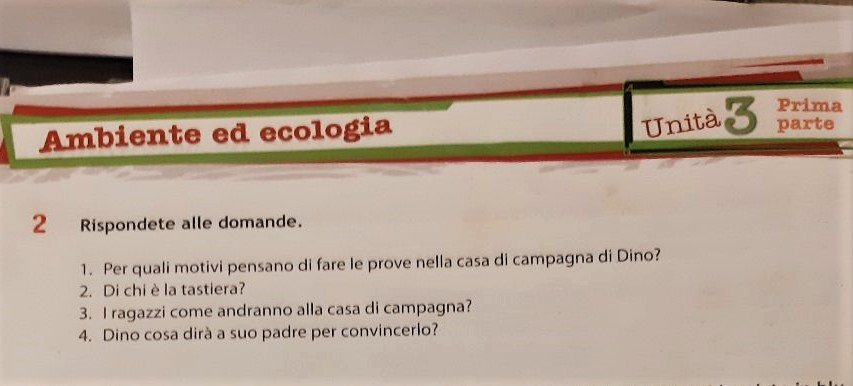 Ambiente ed ecologia
Unità 3 Prima
parte
2 Rispondete alle domande.
1. Per quali motivi pensano di fare le prove nella casa di campagna di Dino?
2. Di chi è la tastiera?
3. I ragazzi come andranno alla casa di campagna?
4. Dino cosa dirà a suo padre per convincerlo?